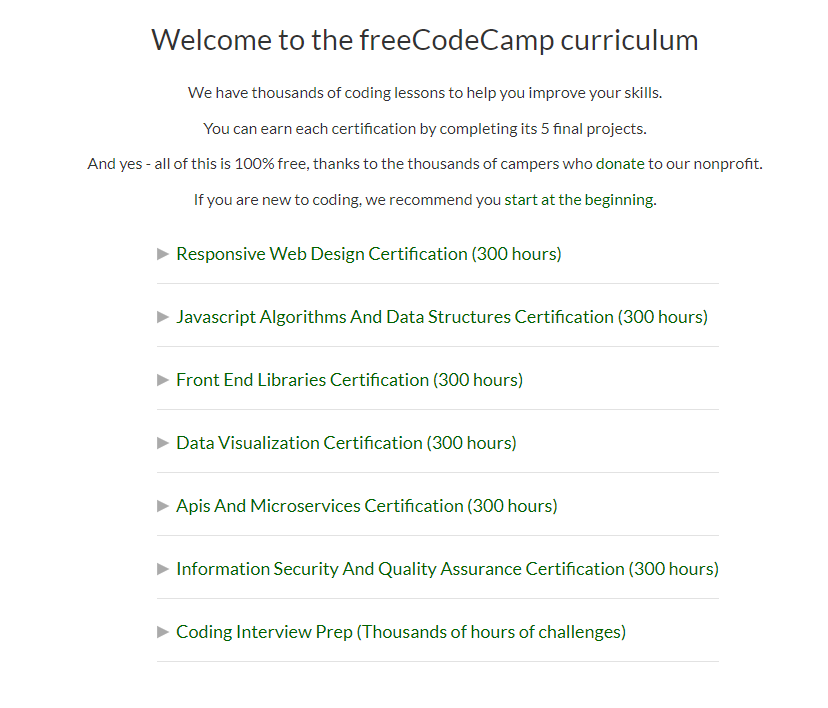 Welcome to the freeCodeCamp curriculum
We have thousands of coding lessons to help you improve your skills.
You can earn each certification by completing its 5 final projects.
And yes - all of this is 100% free, thanks to the thousands of campers who donate to our nonprofit.
If you are new to coding, we recommend you start at the beginning.
Responsive Web Design Certification (300 hours)
Javascript Algorithms And Data Structures Certification (300 hours)
Front End Libraries Certification (300 hours)
Data Visualization Certification (300 hours)
Apis And Microservices Certification (300 hours)
Information Security And Quality Assurance Certification (300 hours)
Coding Interview Prep (Thousands of hours of challenges)